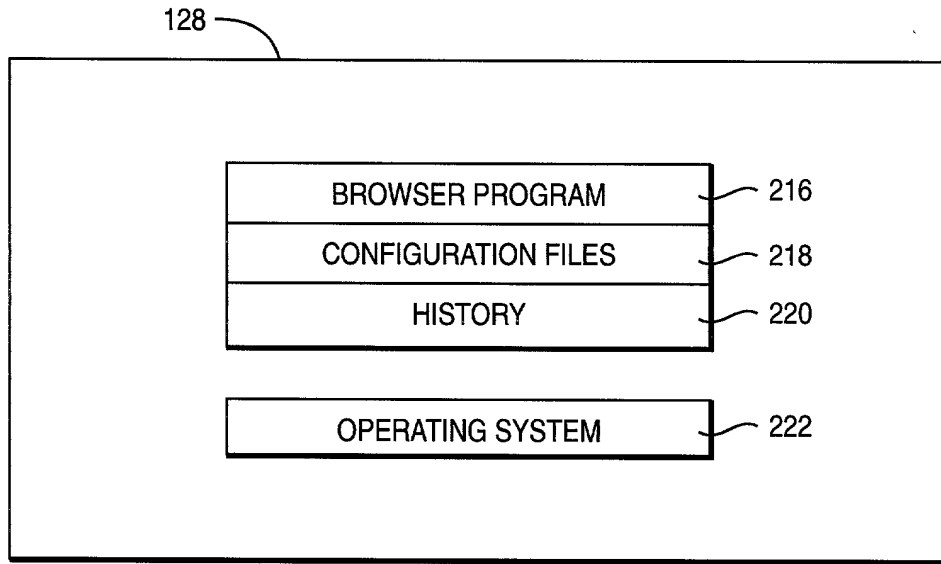 128
BROWSER PROGRAM 216
CONFIGURATION FILES 218
HISTORY 220
OPERATING SYSTEM 222